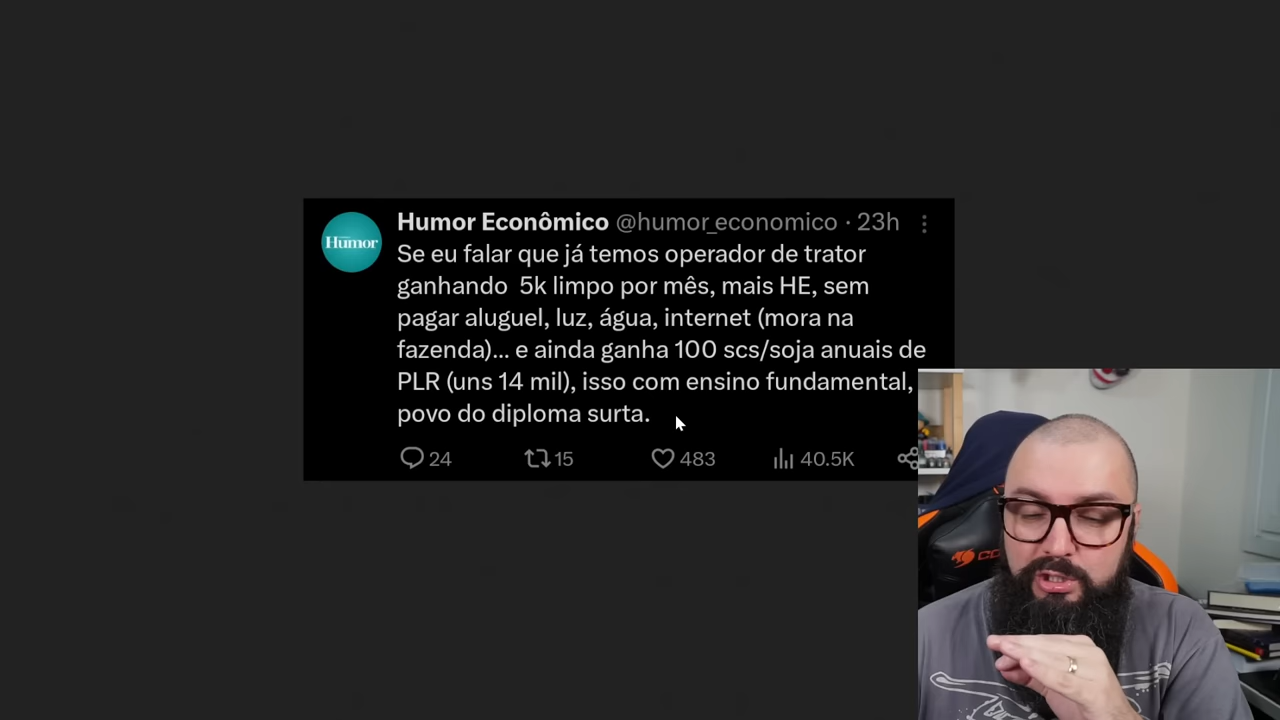 Humor
Humor Econômico @humor_economico · 23h
Se eu falar que já temos operador de trator
ganhando 5k limpo por mês, mais HE, sem
pagar aluguel, luz, água, internet (mora na
fazenda)... e ainda ganha 100 scs/soja anuais de
PLR (uns 14 mil), isso com ensino fundamental,
povo do diploma surta.
24 15 483 40.5K